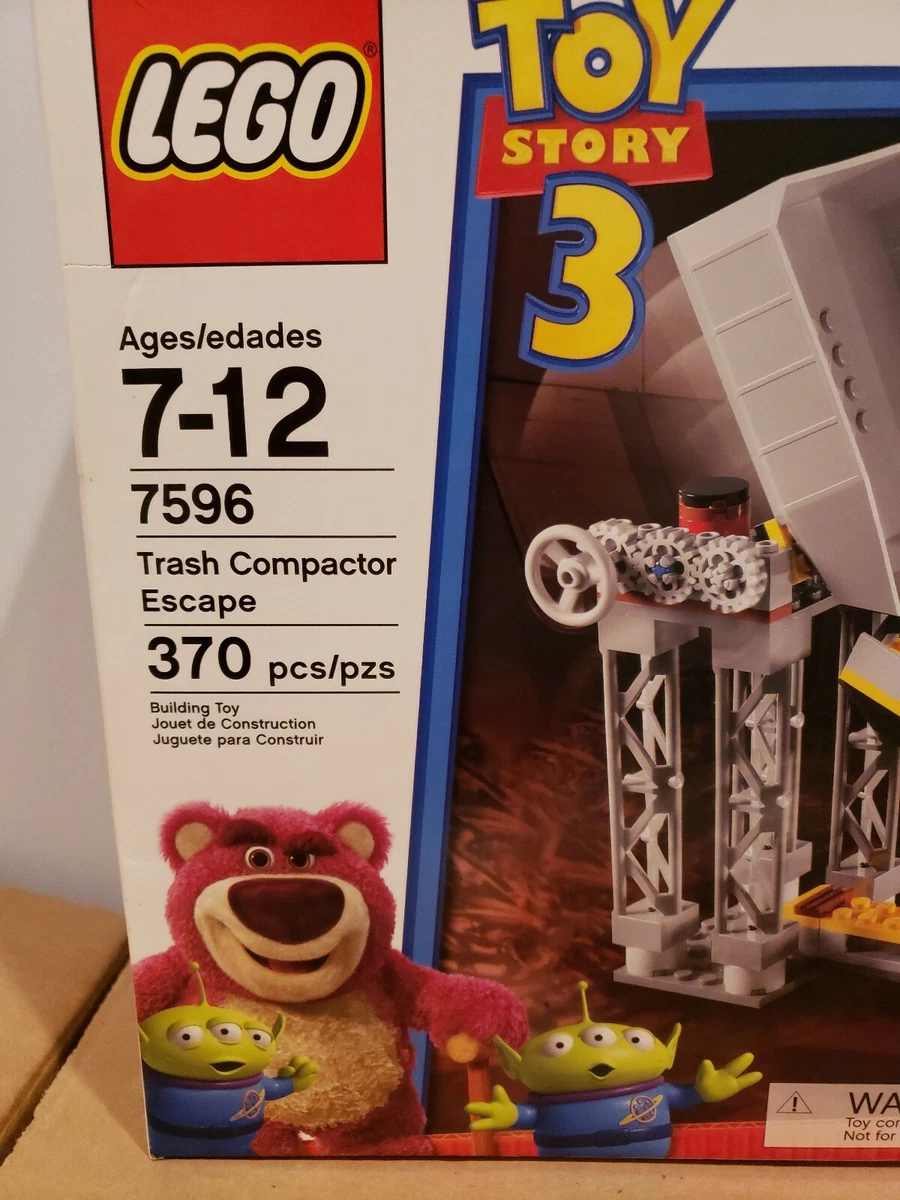 LEGO®
TOY
STORY
3
Ages/edades
7-12
7596
Trash Compactor
Escape
370 pcs/pzs
Building Toy
Jouet de Construction
Juguete para Construir
WA
Toy con
Not for